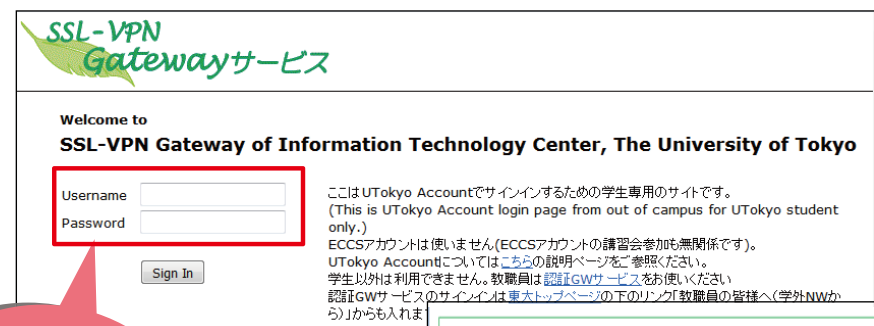 SSL-VPN
Gatewayサービス
Welcome to
SSL-VPN Gateway of Information Technology Center, The University of Tokyo
Username
Password
Sign In
ここはUTokyo Accountでサインインするための学生専用のサイトです。
(This is UTokyo Account login page from out of campus for UTokyo student
only.)
ECCSアカウントは使いません(ECCSアカウントの講習会参加も無関係です)。
UTokyo Accountについてはこちらの説明ページをご参照ください。
学生以外は利用できません。教職員は認証GWサービスをお使いください
認証GWサービスのサインインは東大トップページの下のリンク「教職員の皆様へ(学外NWか
ら)」からも入れま